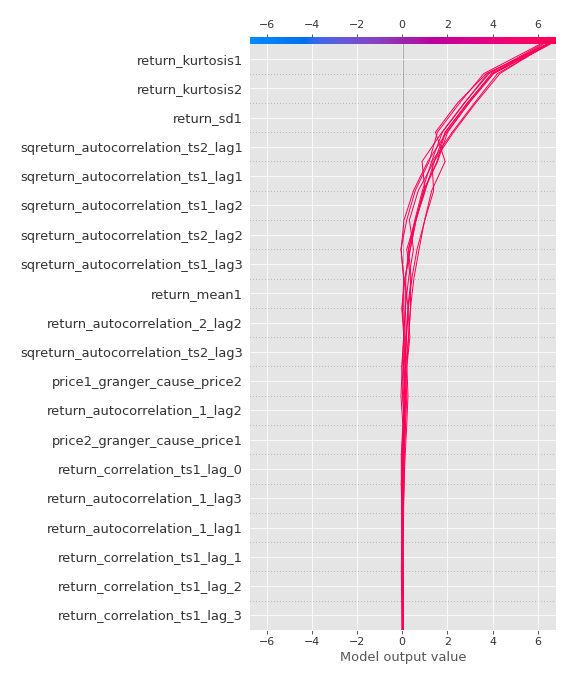 −6 −4 −2 0 2 4 6
return_kurtosis1
return_kurtosis2
return_sd1
sqreturn_autocorrelation_ts2_lag1
sqreturn_autocorrelation_ts1_lag1
sqreturn_autocorrelation_ts1_lag2
sqreturn_autocorrelation_ts2_lag2
sqreturn_autocorrelation_ts1_lag3
return_mean1
return_autocorrelation_2_lag2
sqreturn_autocorrelation_ts2_lag3
price1_granger_cause_price2
return_autocorrelation_1_lag2
price2_granger_cause_price1
return_correlation_ts1_lag_0
return_autocorrelation_1_lag3
return_autocorrelation_1_lag1
return_correlation_ts1_lag_1
return_correlation_ts1_lag_2
return_correlation_ts1_lag_3
−6 −4 −2 0 2 4 6
Model output value